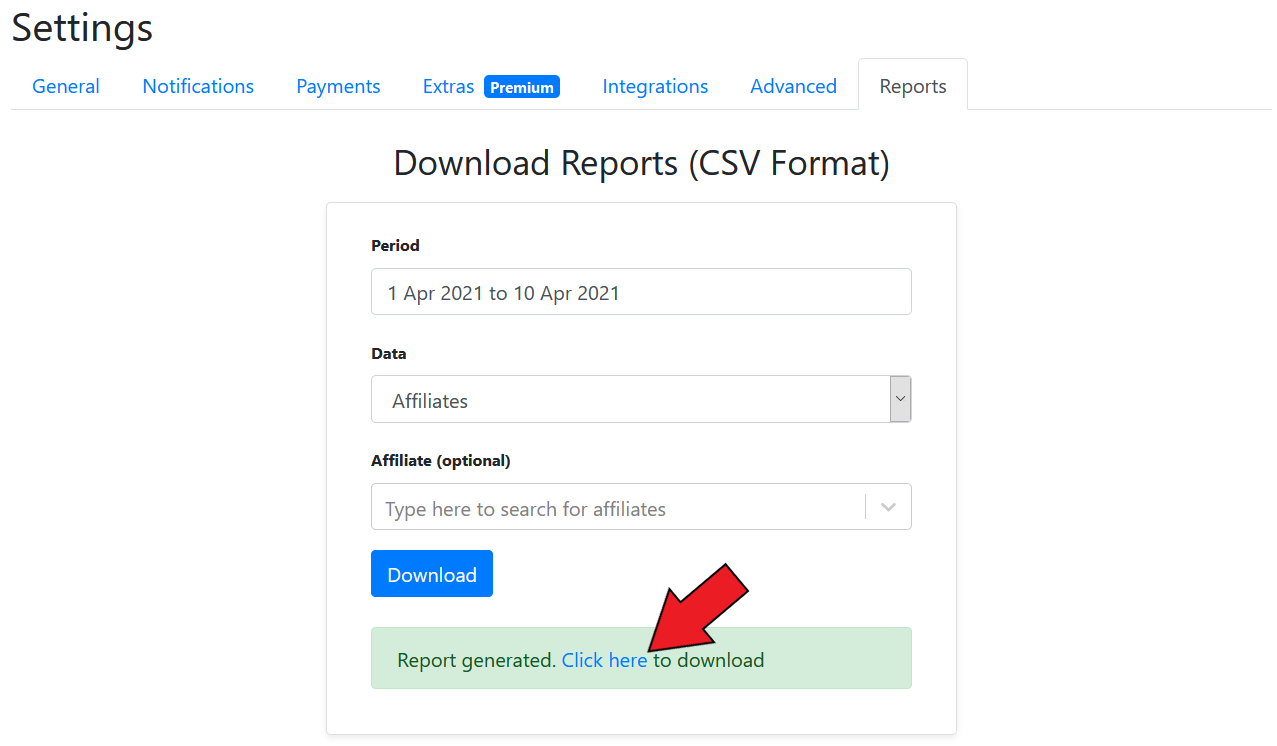 Settings
General Notifications Payments Extras Premium Integrations Advanced Reports
Download Reports (CSV Format)
Period
1 Apr 2021 to 10 Apr 2021
Data
Affiliates
Affiliate (optional)
Type here to search for affiliates
Download
Report generated. Click here to download